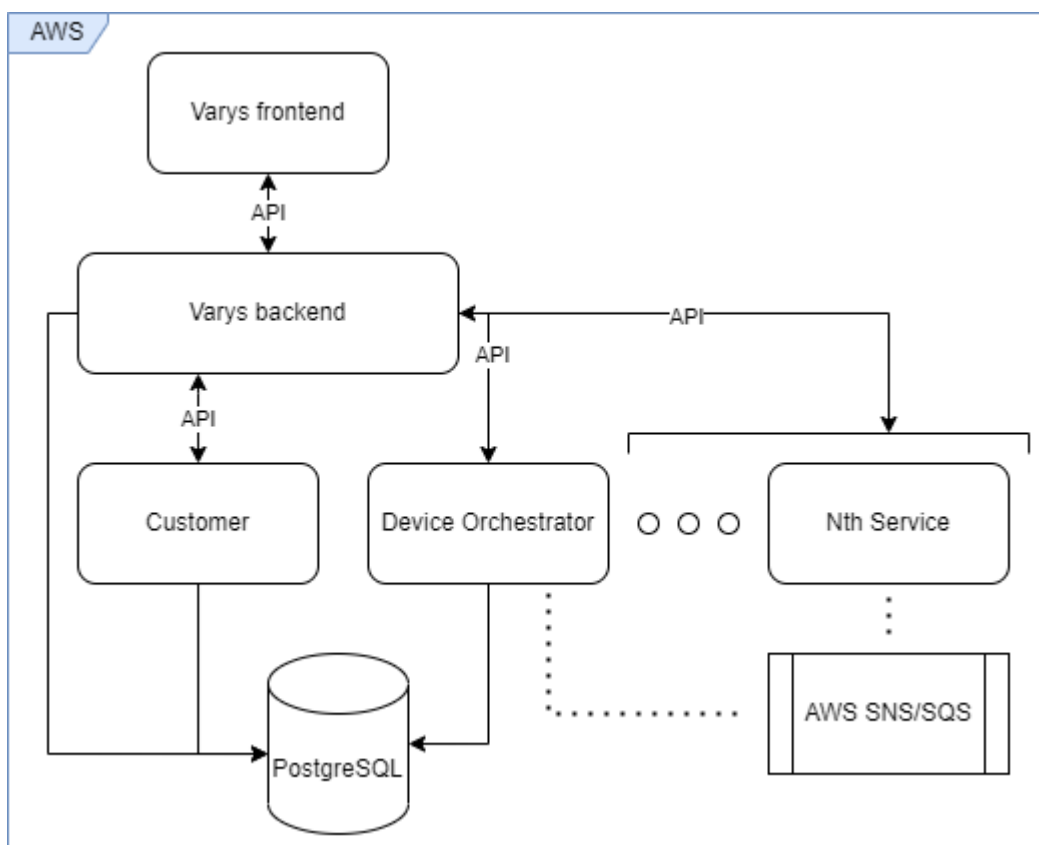 AWS
Varys frontend
API
Varys backend
API
API
API
Customer
Device Orchestrator
Nth Service
AWS SNS/SQS
PostgreSQL